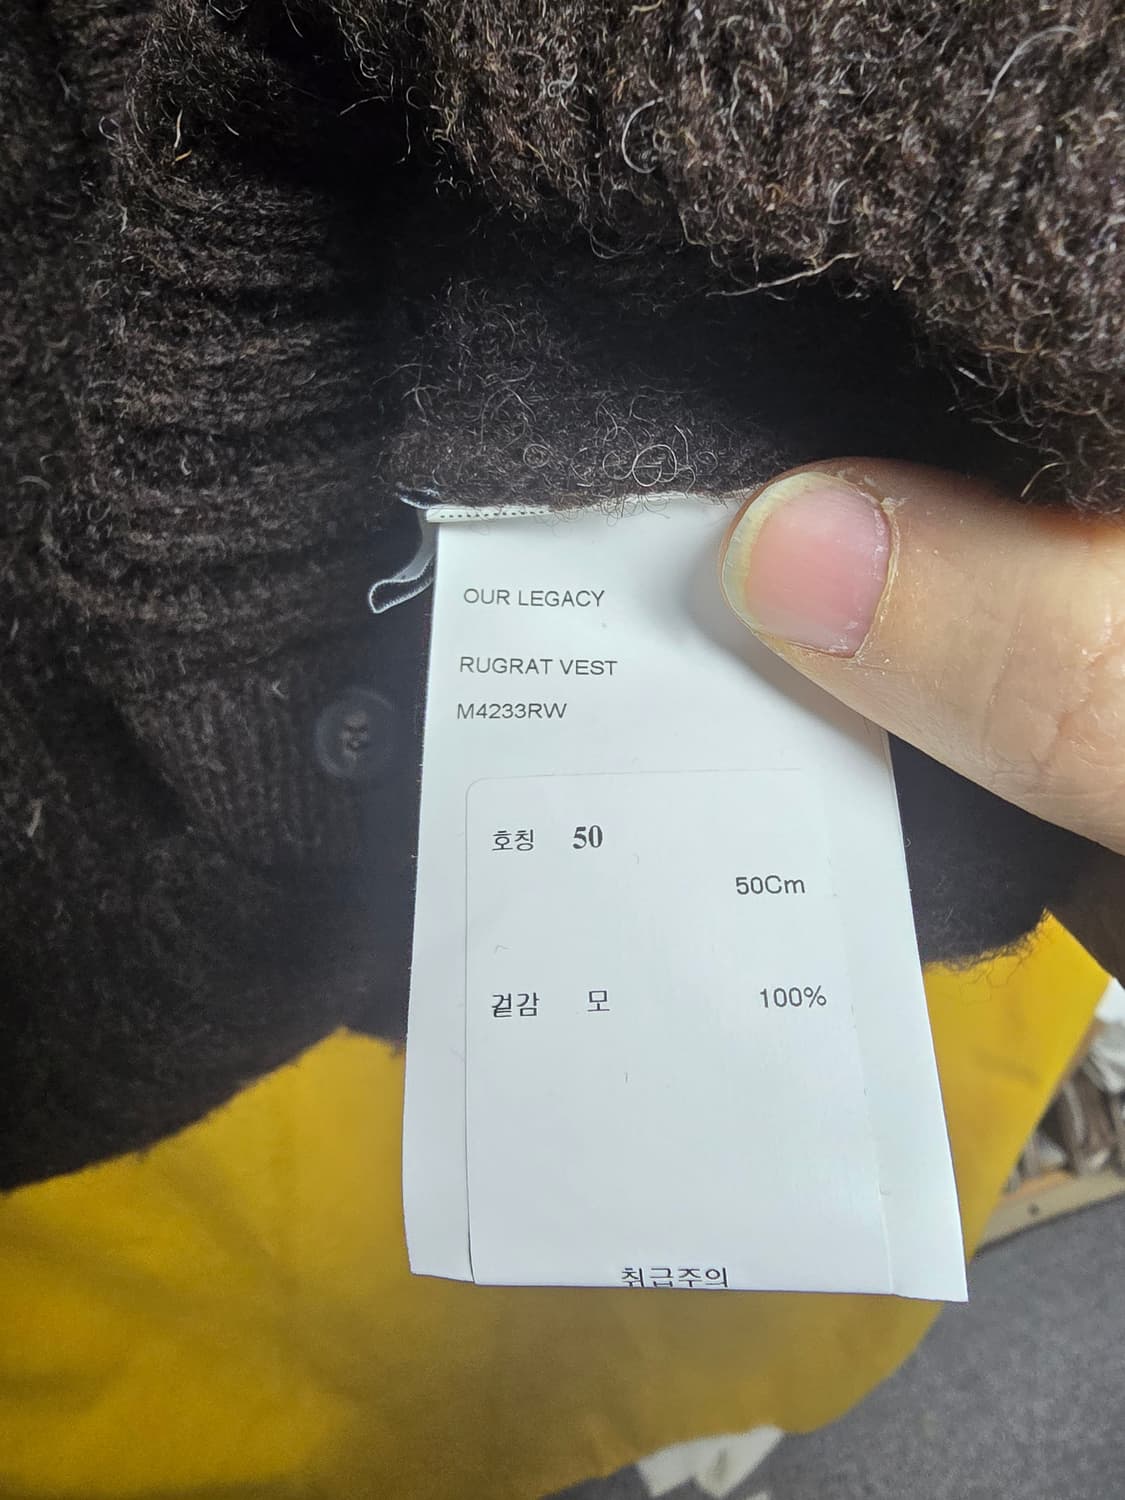 OUR LEGACY
RUGRAT VEST
M4233RW
호칭 50
50Cm
겉감 모 100%
취급주의